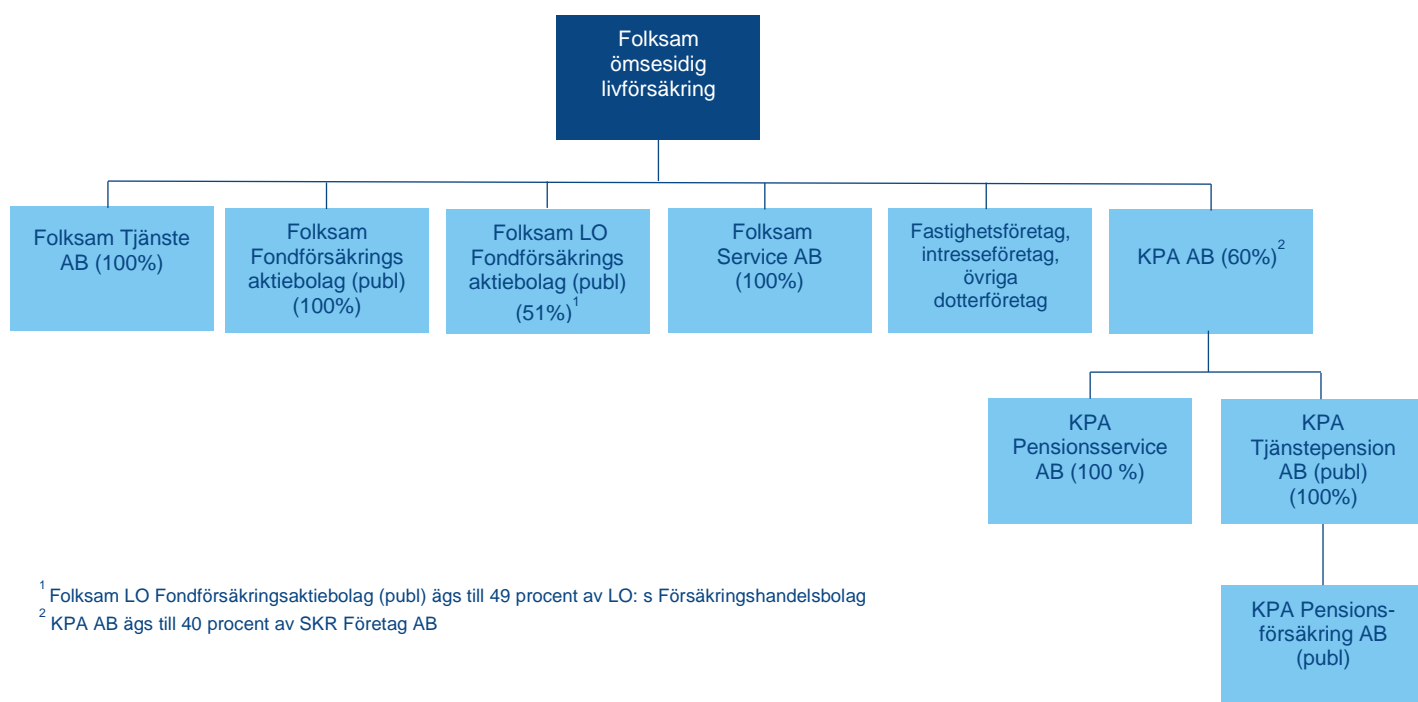 Folksam
ömsesidig
livförsäkring
Folksam Tjänste
AB (100%)
Folksam
Fondförsäkrings
aktiebolag (publ)
(100%)
Folksam LO
Fondförsäkrings
aktiebolag (publ)
(51%)1
Folksam
Service AB
(100%)
Fastighetsföretag,
intresseföretag,
övriga
dotterföretag
KPA AB (60%)2
KPA
Pensionsservice
AB (100 %)
KPA
Tjänstepension
AB (publ)
(100%)
KPA Pensions-
försäkring AB
(publ)
1 Folksam LO Fondförsäkringsaktiebolag (publ) ägs till 49 procent av LO: s Försäkringshandelsbolag
2 KPA AB ägs till 40 procent av SKR Företag AB